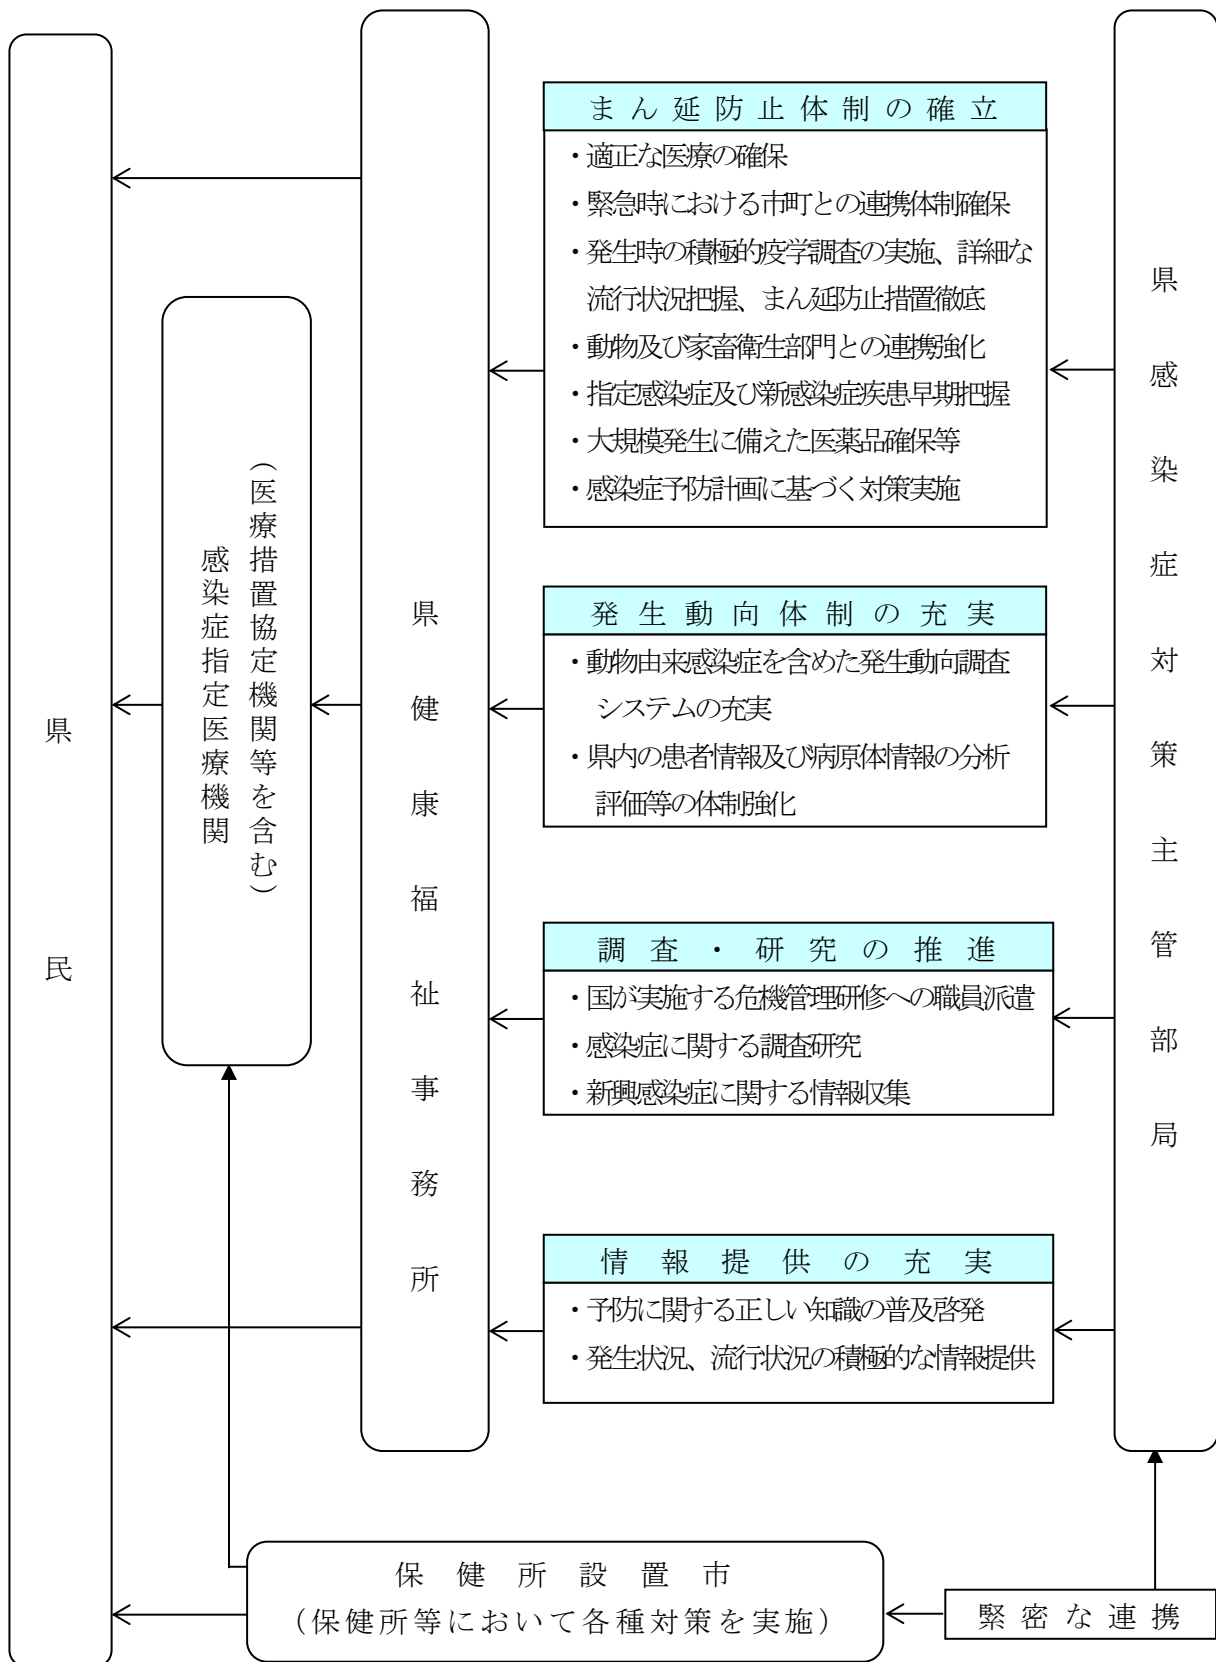 まん延防止体制の確立
・適正な医療の確保
・緊急時における市町との連携体制確保
・発生時の積極的疫学調査の実施、詳細な
流行状況把握、まん延防止措置徹底
・動物及び家畜衛生部門との連携強化
・指定感染症及び新感染症疾患早期把握
・大規模発生に備えた医薬品確保等
・感染症予防計画に基づく対策実施
発生動向体制の充実
・動物由来感染症を含めた発生動向調査
システムの充実
・県内の患者情報及び病原体情報の分析
評価等の体制強化
調査・研究の推進
・国が実施する危機管理研修への職員派遣
・感染症に関する調査研究
・新興感染症に関する情報収集
情報提供の充実
・予防に関する正しい知識の普及啓発
・発生状況、流行状況の積極的な情報提供
県感染症対策主管部局
県健康福祉事務所
（医療措置協定機関等を含む）
感染症指定医療機関
県民
保健所設置市
（保健所等において各種対策を実施）
緊密な連携